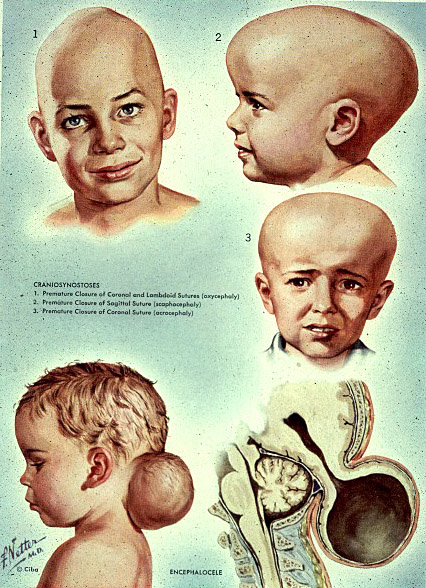 1
2
3
CRANIOSYNOSTOSES
1. Premature Closure of Coronal and Lambdoid Sutures (oxycephaly)
2. Premature Closure of Sagittal Suture (scaphocephaly)
3. Premature Closure of Coronal Suture (acrocephaly)
F. Netter
M.D.
© Ciba
ENCEPHALOCELE